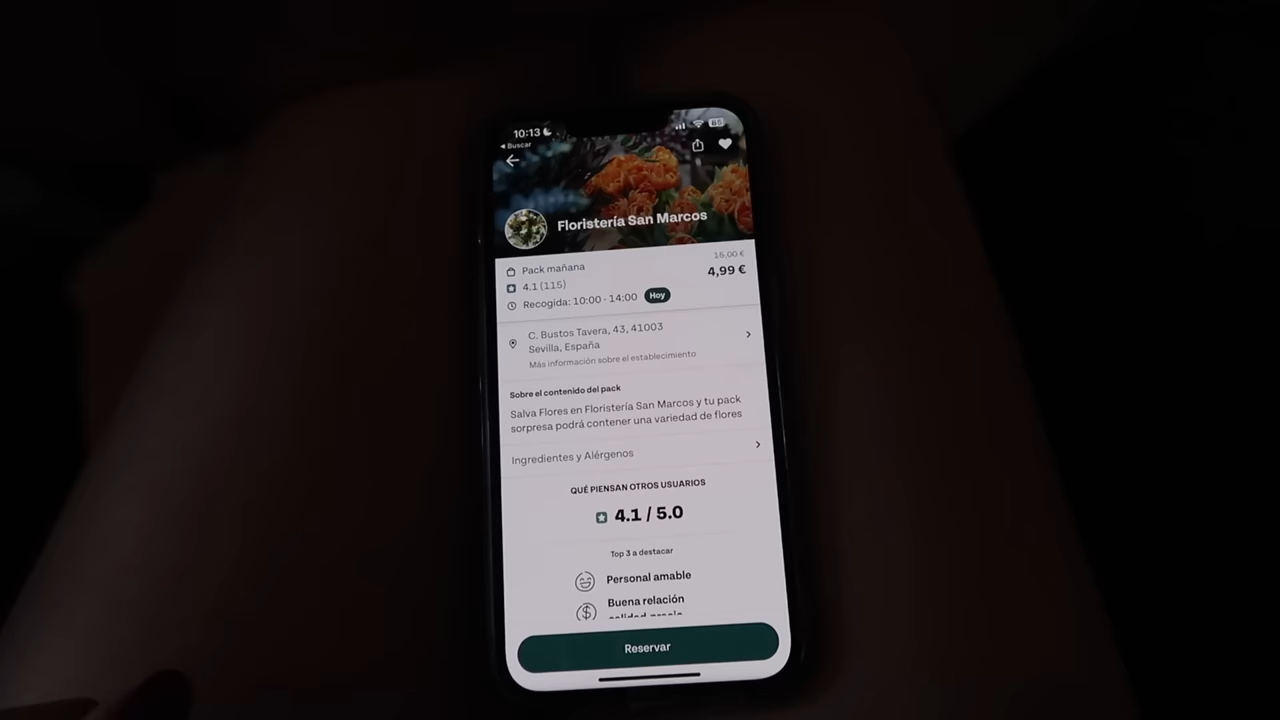 10:13
85
Buscar
Floristería San Marcos
Pack mañana
15,00 €
4.1 (115)
4,99 €
Recogida: 10:00 - 14:00 Hoy
C. Bustos Tavera, 43, 41003
Sevilla, España
Más información sobre el establecimiento
Sobre el contenido del pack
Salva Flores en Floristería San Marcos y tu pack
sorpresa podrá contener una variedad de flores
Ingredientes y Alérgenos
QUÉ PIENSAN OTROS USUARIOS
4.1 / 5.0
Top 3 a destacar
Personal amable
Buena relación
Reservar